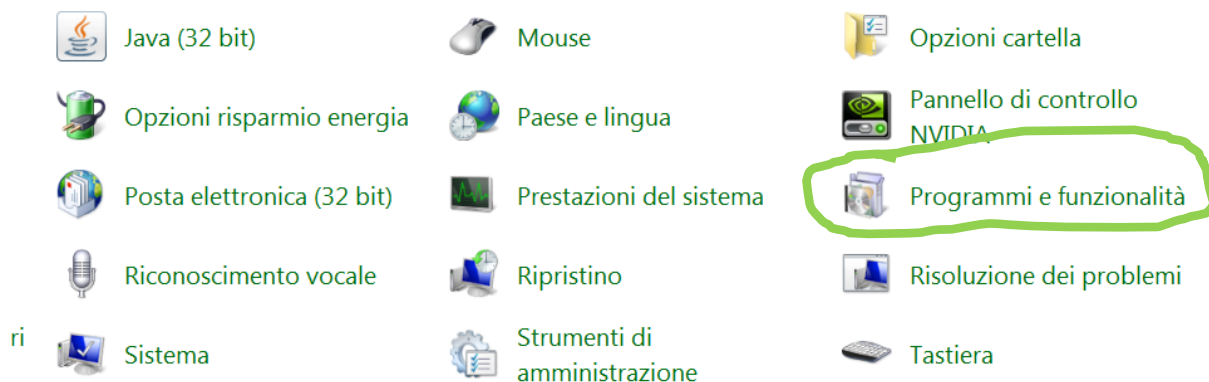 Java (32 bit)
Mouse
Opzioni cartella
Opzioni risparmio energia
Paese e lingua
Pannello di controllo
NVIDIA
Posta elettronica (32 bit)
Prestazioni del sistema
Programmi e funzionalità
Riconoscimento vocale
Ripristino
Risoluzione dei problemi
ri
Sistema
Strumenti di
amministrazione
Tastiera